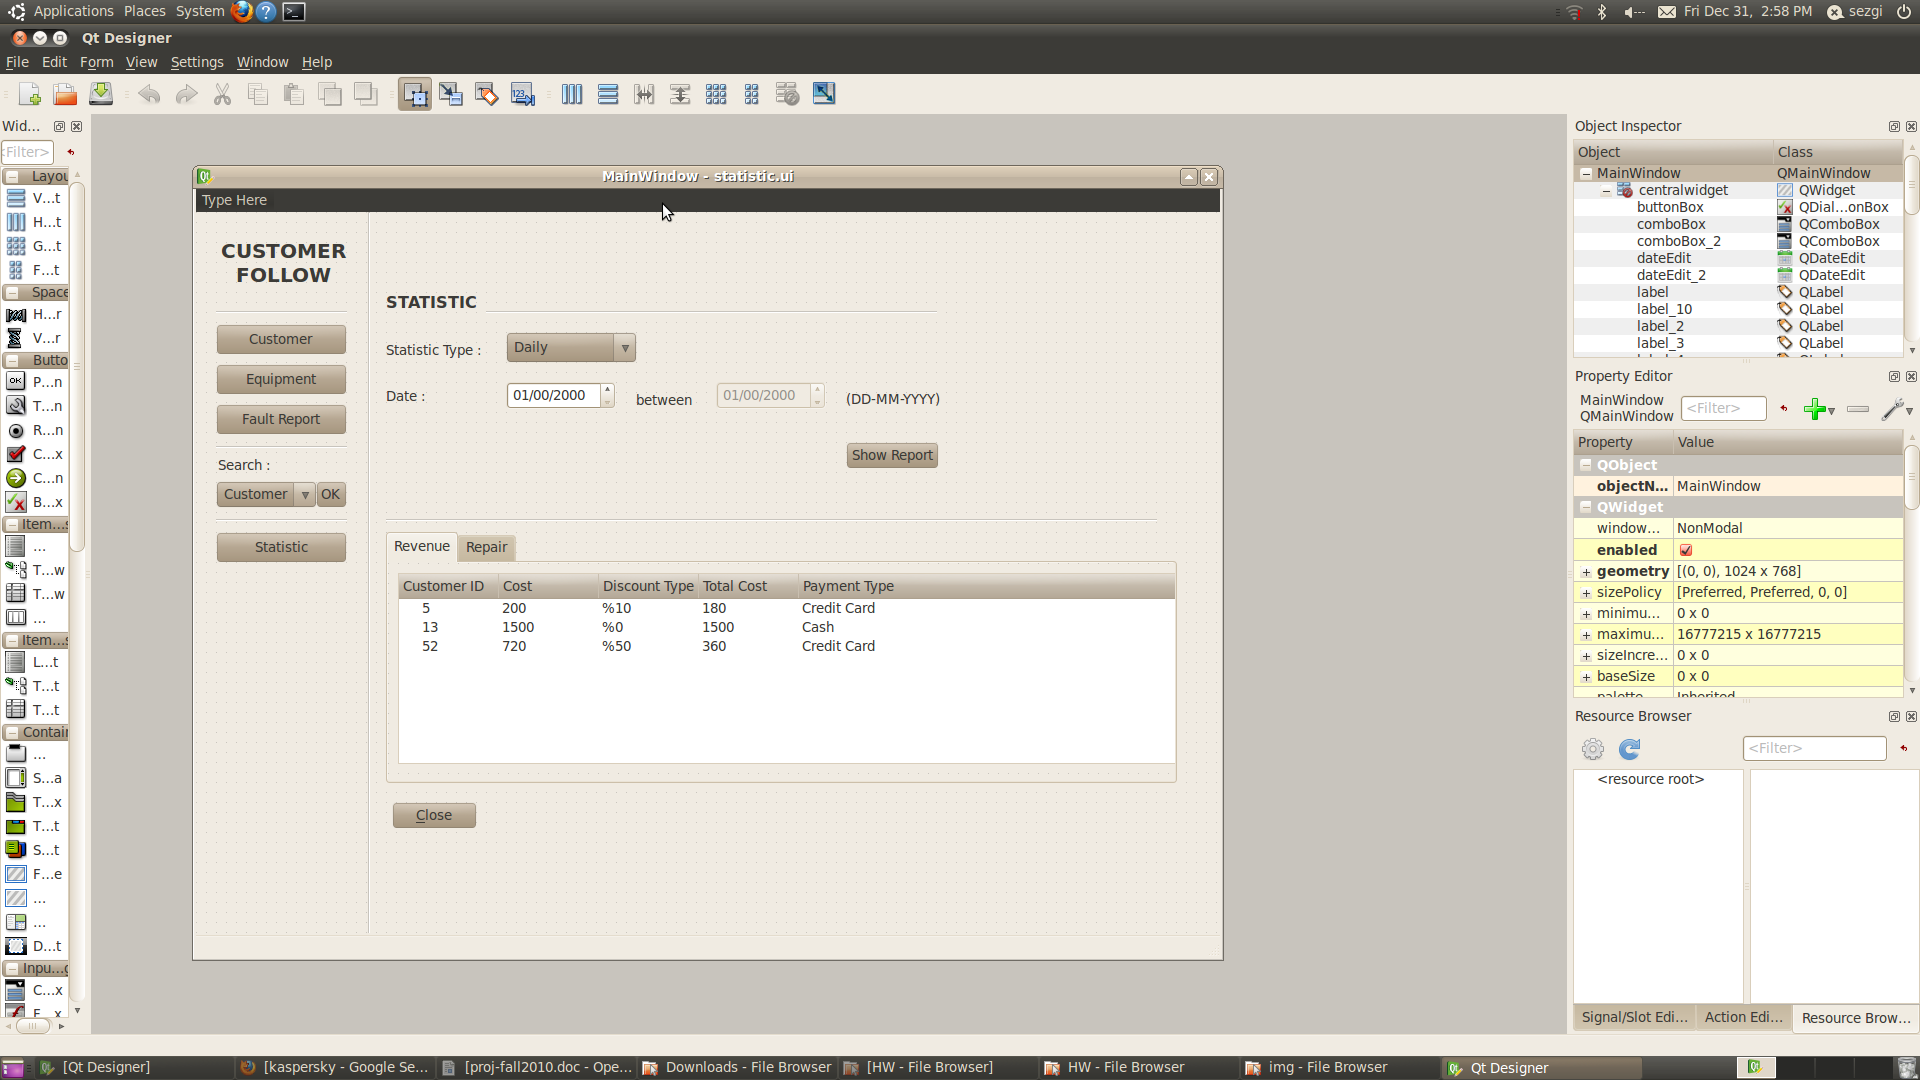 Applications Places System
Fri Dec 31, 2:58 PM sezgi
Qt Designer
File Edit Form View Settings Window Help
Wid...
<Filter>
Layou
V...t
H...t
G...t
F...t
Space
H...r
V...r
Butto
P...n
T...n
R...n
C...x
C...n
B...x
Item...s
...
T...w
T...w
...
Item...s
L...t
T...t
T...t
Contai
...
S...a
T...x
T...t
S...t
F...e
...
...
D...t
Inpu...g
C...x
F...x
MainWindow - statistic.ui
Type Here
CUSTOMER
FOLLOW
Customer
Equipment
Fault Report
Search :
Customer OK
Statistic
STATISTIC
Statistic Type : Daily
Date : 01/00/2000 between 01/00/2000 (DD-MM-YYYY)
Show Report
Revenue Repair
Customer ID Cost Discount Type Total Cost Payment Type
5 200 %10 180 Credit Card
13 1500 %0 1500 Cash
52 720 %50 360 Credit Card
Close
Object Inspector
Object Class
MainWindow QMainWindow
centralwidget QWidget
buttonBox QDial...onBox
comboBox QComboBox
comboBox_2 QComboBox
dateEdit QDateEdit
dateEdit_2 QDateEdit
label QLabel
label_10 QLabel
label_2 QLabel
label_3 QLabel
Property Editor
MainWindow
QMainWindow
<Filter>
Property Value
QObject
objectN... MainWindow
QWidget
window... NonModal
enabled
geometry [(0, 0), 1024 x 768]
sizePolicy [Preferred, Preferred, 0, 0]
minimu... 0 x 0
maximu... 16777215 x 16777215
sizeIncre... 0 x 0
baseSize 0 x 0
palette Inherited
Resource Browser
<Filter>
<resource root>
Signal/Slot Edi... Action Edi... Resource Brow...
[Qt Designer] [kaspersky - Google Se... [proj-fall2010.doc - Ope... Downloads - File Browser [HW - File Browser] HW - File Browser img - File Browser Qt Designer